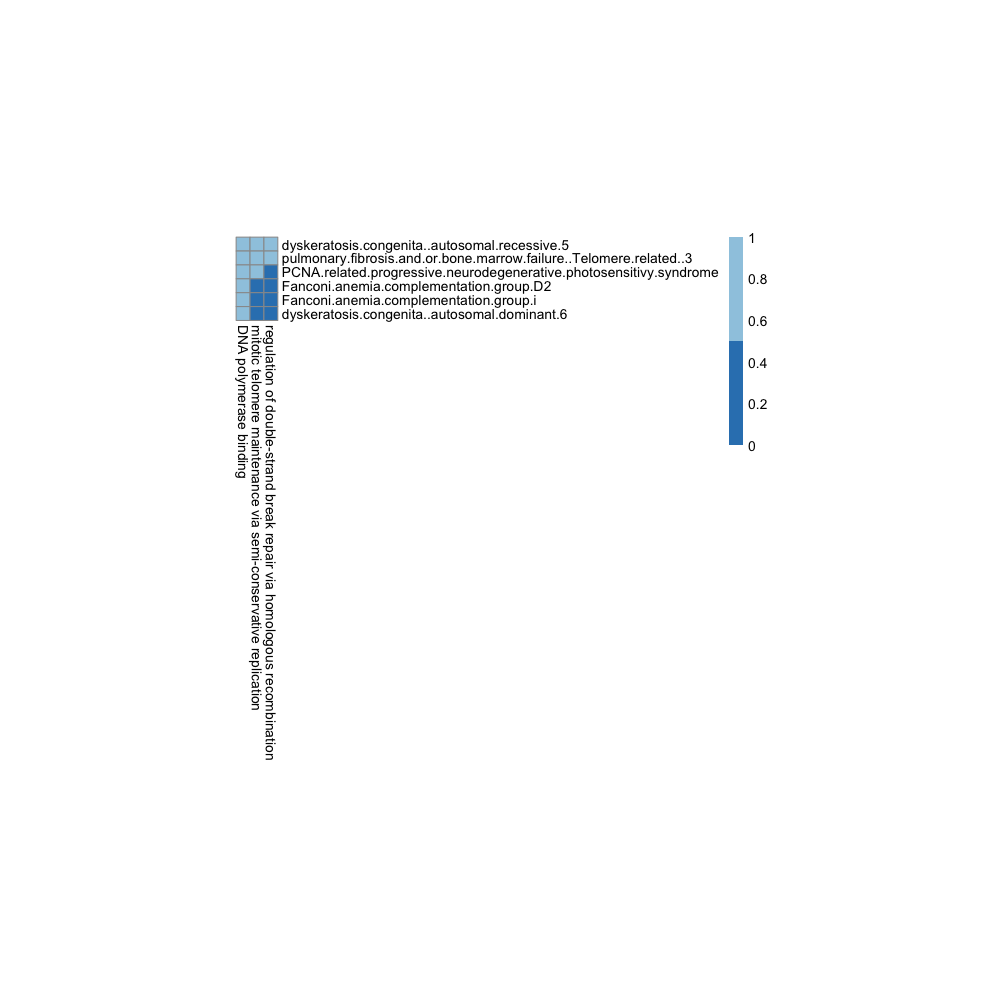 dyskeratosis.congenita..autosomal.recessive.5
pulmonary.fibrosis.and.or.bone.marrow.failure..Telomere.related..3
PCNA.related.progressive.neurodegenerative.photosensitivy.syndrome
Fanconi.anemia.complementation.group.D2
Fanconi.anemia.complementation.group.i
dyskeratosis.congenita..autosomal.dominant.6
DNA polymerase binding
mitotic telomere maintenance via semi-conservative replication
regulation of double-strand break repair via homologous recombination
1
0.8
0.6
0.4
0.2
0